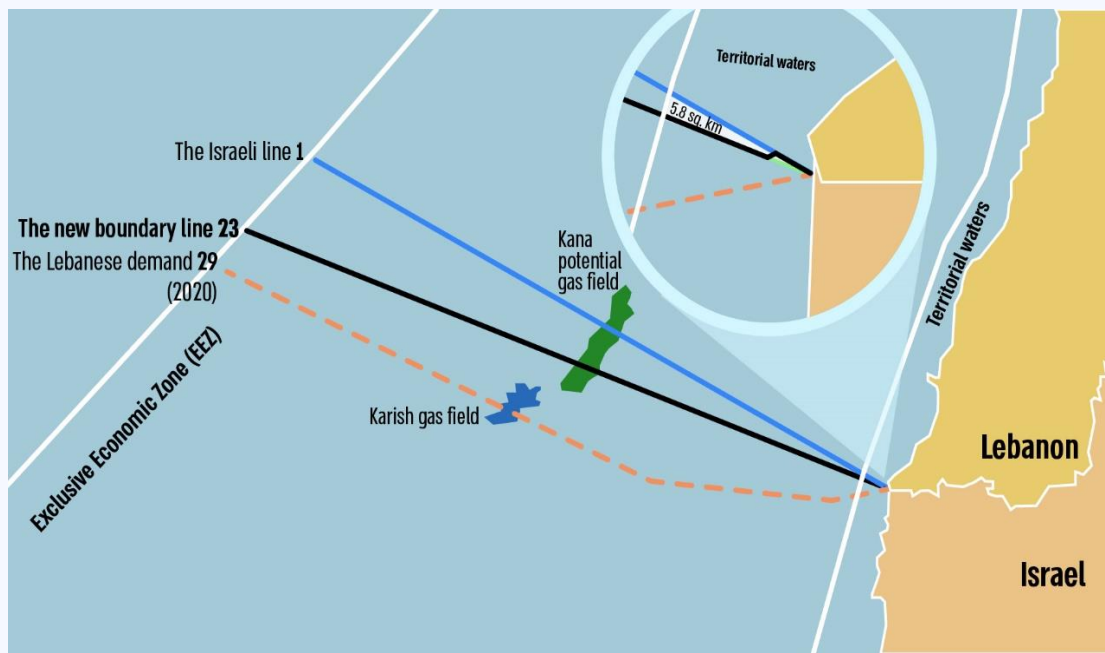 Territorial waters
5.8 sq. km
The Israeli line 1
The new boundary line 23
The Lebanese demand 29
(2020)
Kana
potential
gas field
Territorial waters
Karish gas field
Exclusive Economic Zone (EEZ)
Lebanon
Israel